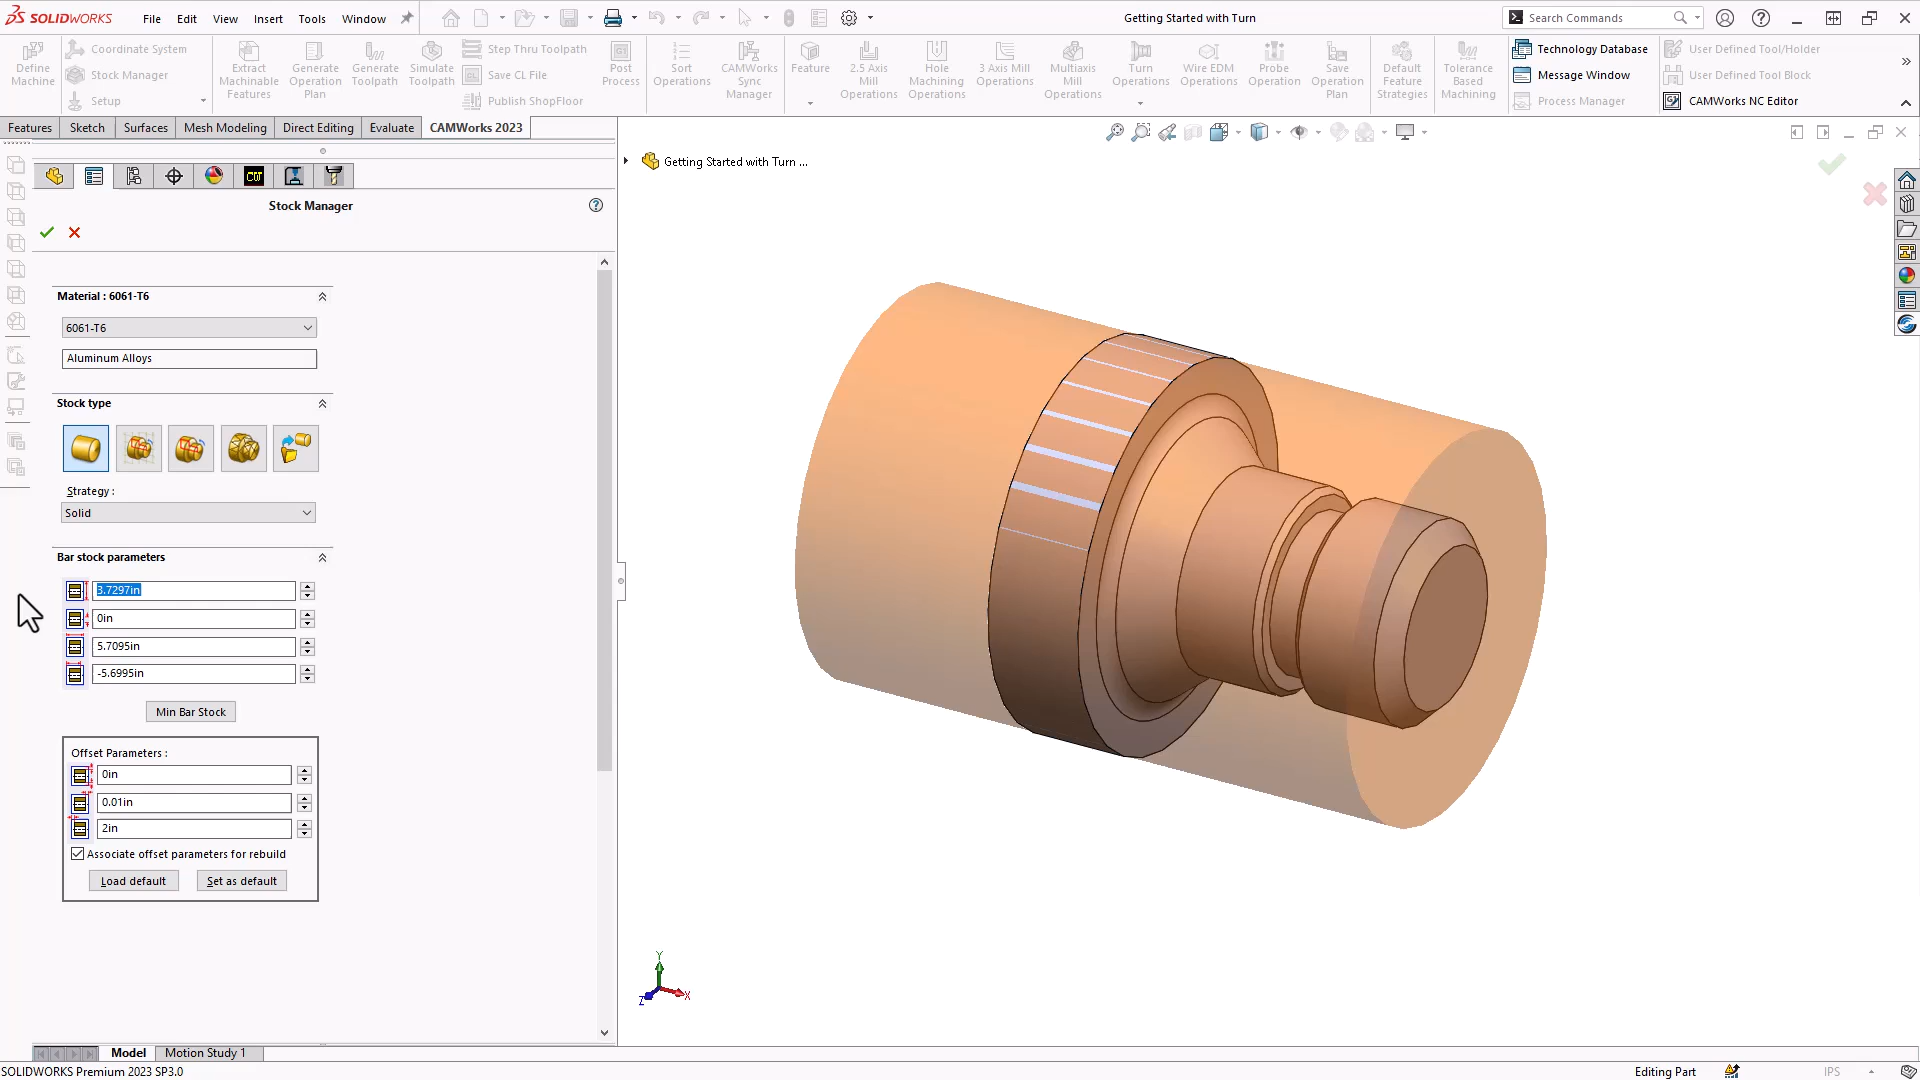 SOLIDWORKS
File
Edit
View
Insert
Tools
Window
Getting Started with Turn
Search Commands
Define Machine
Coordinate System
Stock Manager
Setup
Extract Machinable Features
Generate Operation Plan
Generate Toolpath
Simulate Toolpath
Step Thru Toolpath
Save CL File
Publish ShopFloor
Post Process
Sort Operations
CAMWorks Sync Manager
Feature
2.5 Axis Mill Operations
Hole Machining Operations
3 Axis Mill Operations
Multiaxis Mill Operations
Turn Operations
Wire EDM Operations
Probe Operation
Save Operation Plan
Default Feature Strategies
Tolerance Based Machining
Technology Database
Message Window
Process Manager
User Defined Tool/Holder
User Defined Tool Block
CAMWorks NC Editor
Features
Sketch
Surfaces
Mesh Modeling
Direct Editing
Evaluate
CAMWorks 2023
Getting Started with Turn ...
CW
Stock Manager
Material : 6061-T6
6061-T6
Aluminum Alloys
Stock type
Strategy :
Solid
Bar stock parameters
3.7297in
0in
5.7095in
-5.6995in
Min Bar Stock
Offset Parameters :
0in
0.01in
2in
Associate offset parameters for rebuild
Load default
Set as default
Y
X
Z
Model
Motion Study 1
SOLIDWORKS Premium 2023 SP3.0
Editing Part
IPS